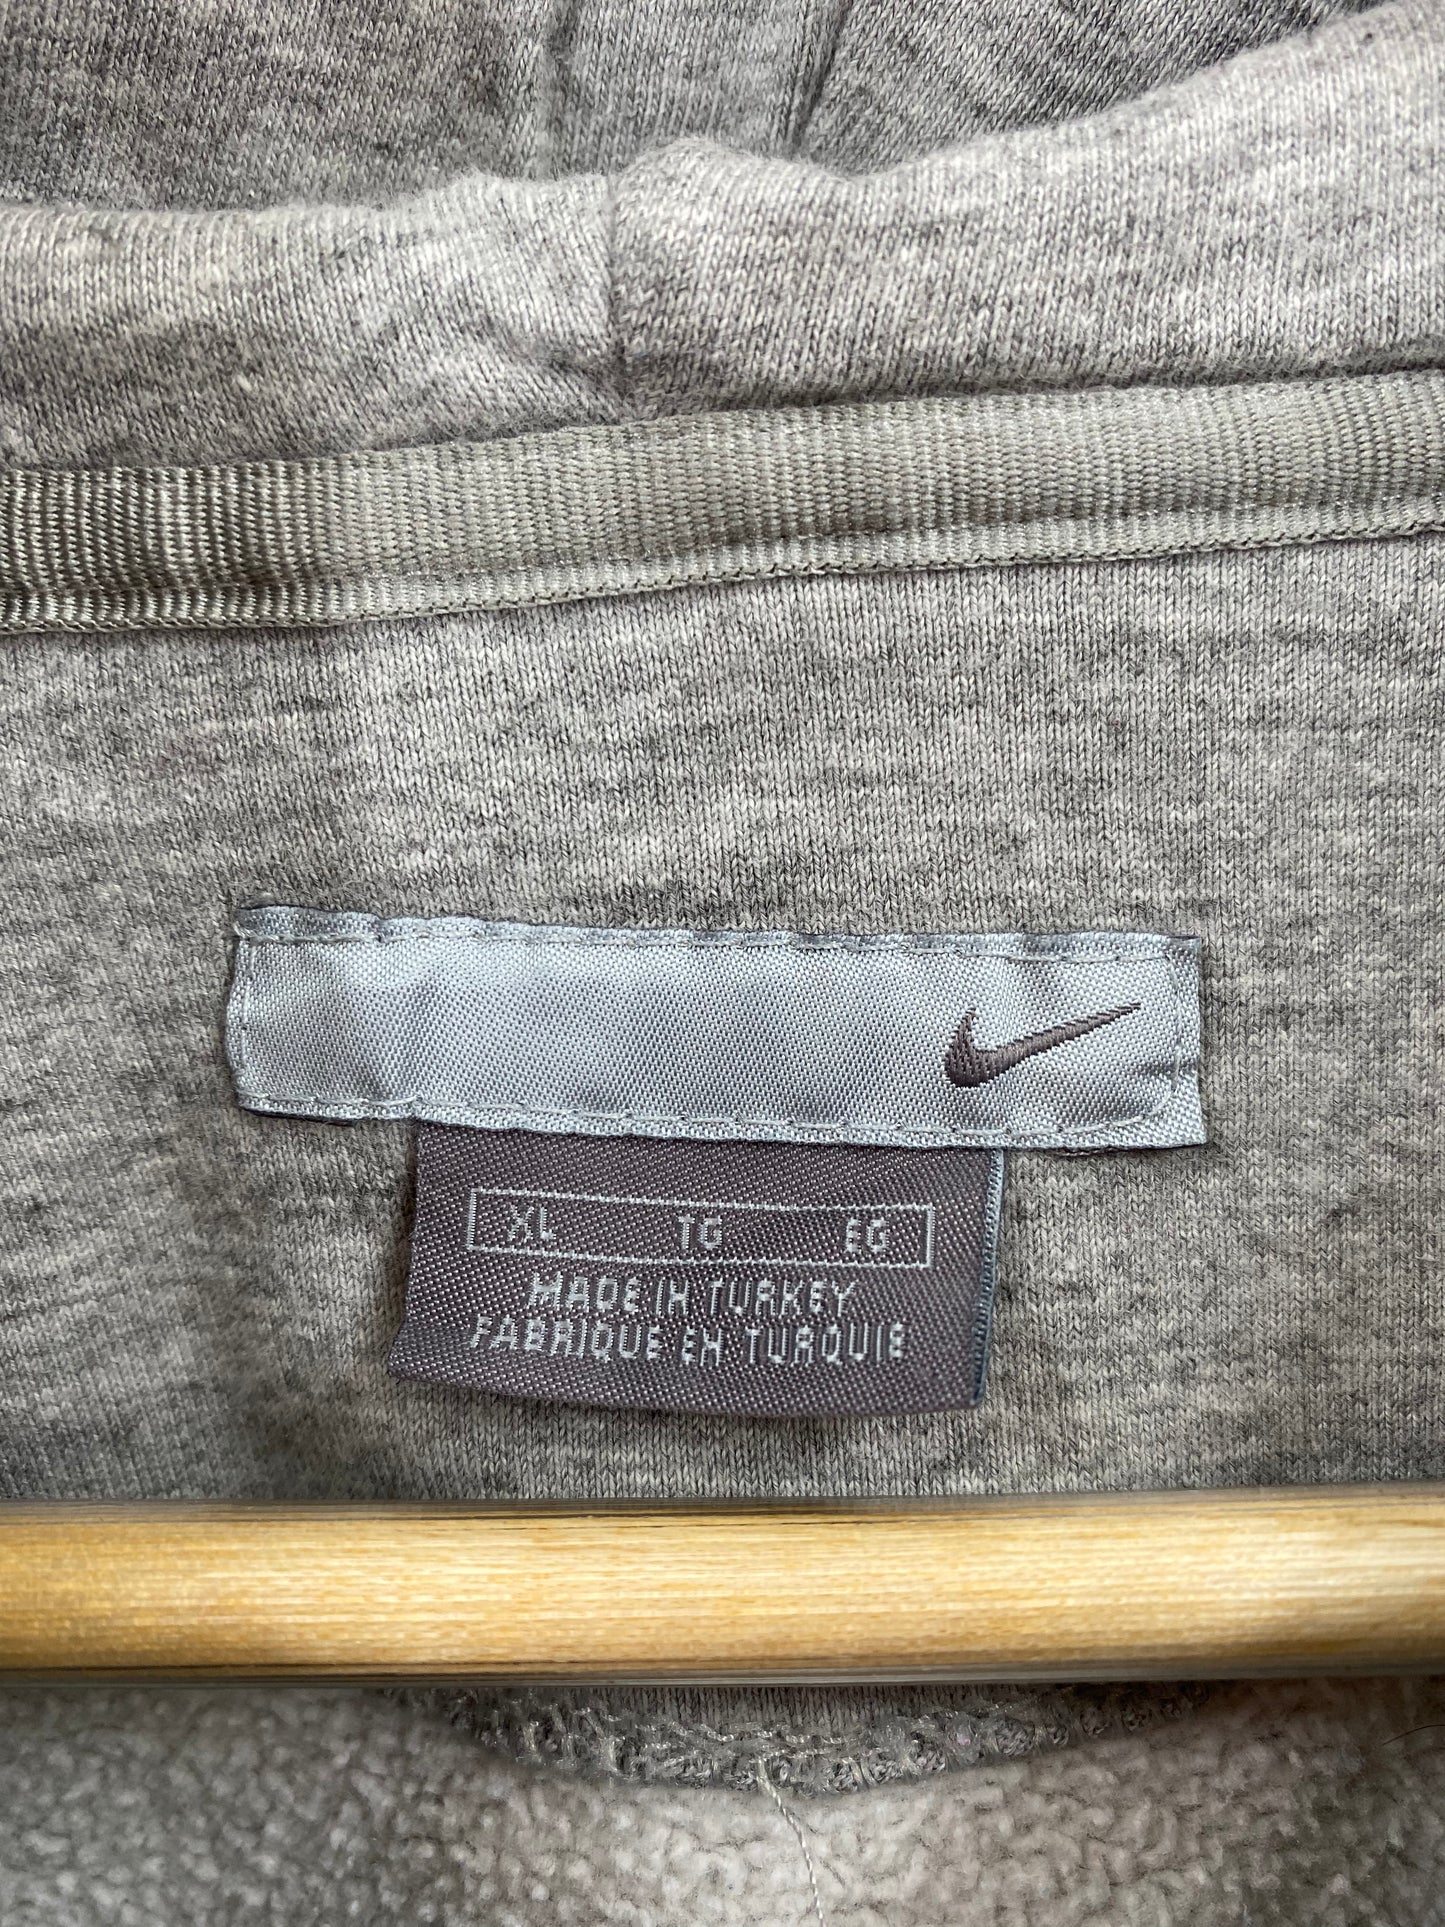 XL TG EG
MADE IN TURKEY
FABRIQUE EN TURQUIE